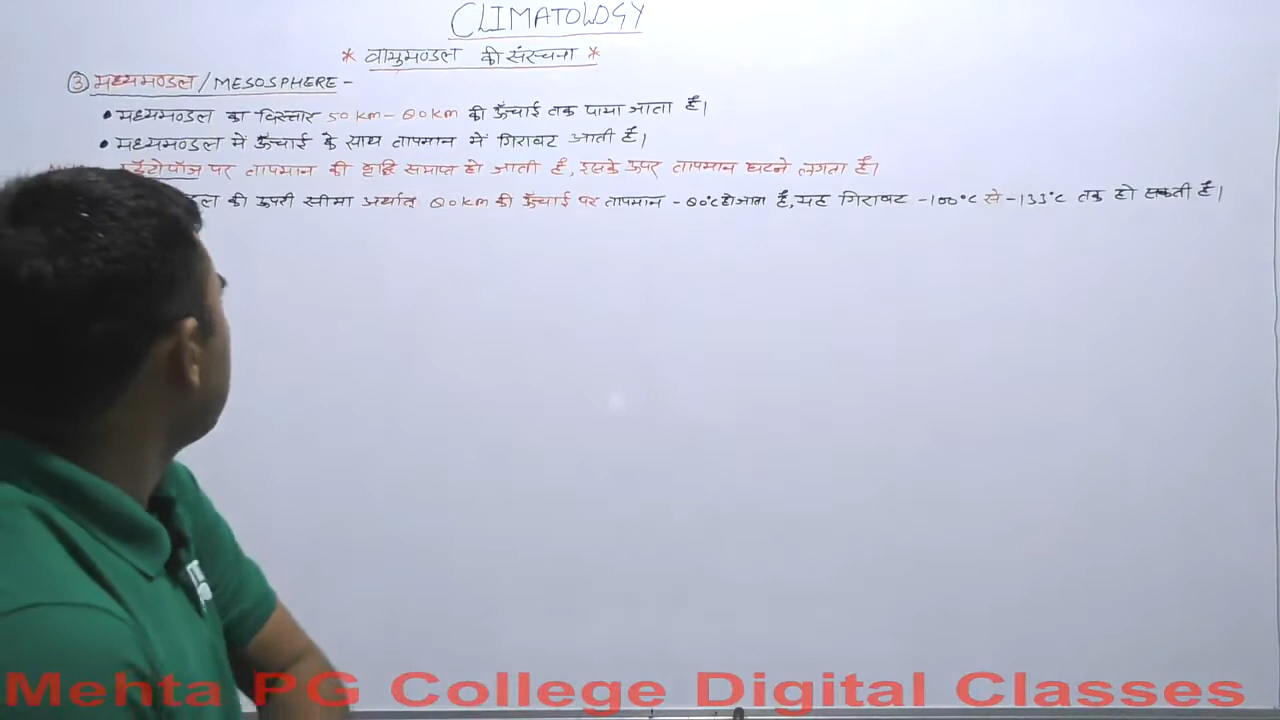 CLIMATOLOGY
* वायुमण्डल की संरचना *
③ मध्यमण्डल / MESOSPHERE -
• मध्यमण्डल का विस्तार 50 KM - 80 KM की ऊँचाई तक पाया जाता है।
• मध्यमण्डल में ऊँचाई के साथ तापमान में गिरावट आती है।
पर तापमान की वृद्धि समाप्त हो जाती है, इसके ऊपर तापमान घटने लगता है।
की ऊपरी सीमा अर्थात् 80 KM की ऊँचाई पर तापमान -80°C हो जाता है, यह गिरावट -100°C से -133°C तक हो सकती है।
Mehta PG College Digital Classes